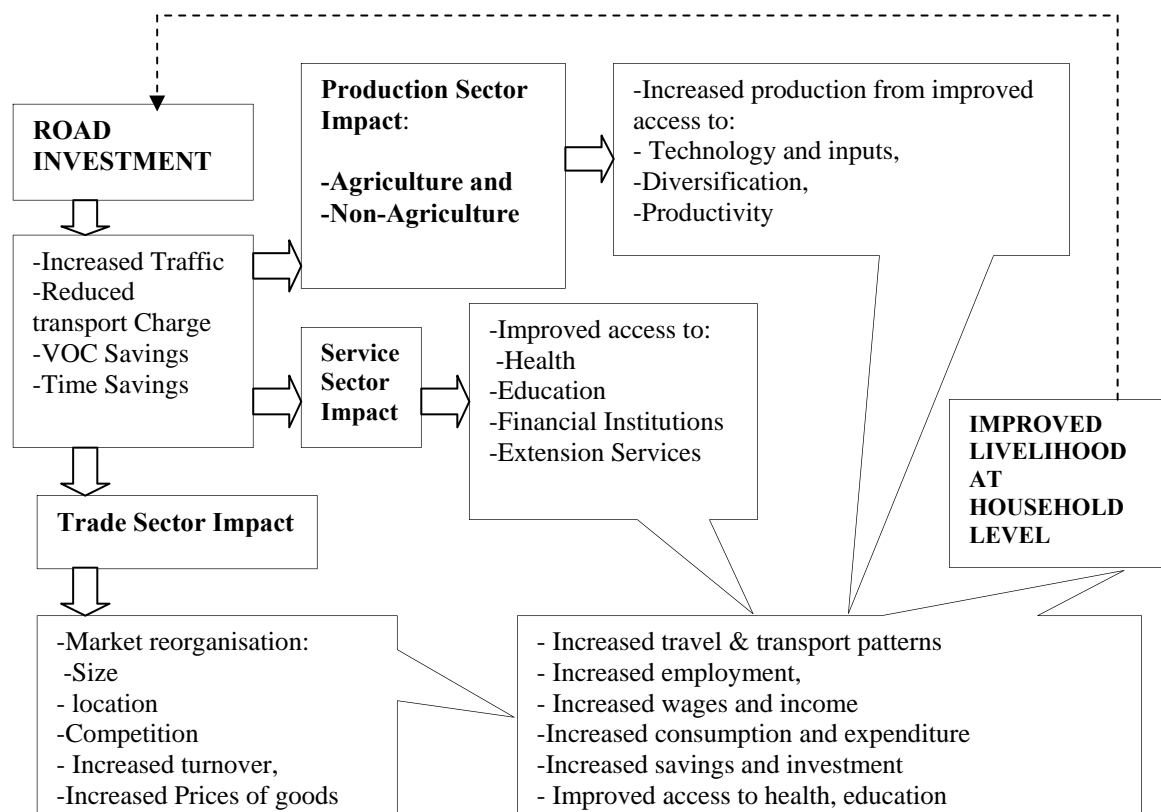 ROAD
INVESTMENT
-Increased Traffic
-Reduced
transport Charge
-VOC Savings
-Time Savings
Production Sector
Impact:
-Agriculture and
-Non-Agriculture
-Increased production from improved
access to:
- Technology and inputs,
-Diversification,
-Productivity
Service
Sector
Impact
-Improved access to:
-Health
-Education
-Financial Institutions
-Extension Services
IMPROVED
LIVELIHOOD
AT
HOUSEHOLD
LEVEL
Trade Sector Impact
-Market reorganisation:
-Size
- location
-Competition
- Increased turnover,
-Increased Prices of goods
- Increased travel & transport patterns
- Increased employment,
- Increased wages and income
-Increased consumption and expenditure
-Increased savings and investment
- Improved access to health, education